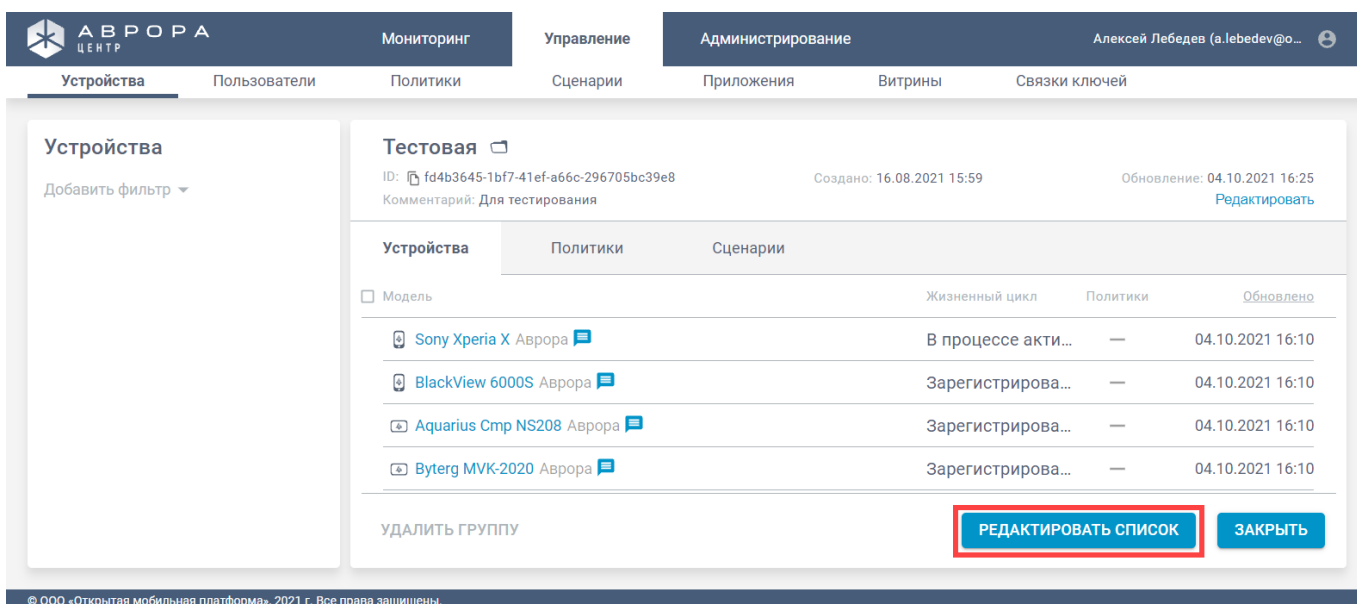 АВРОРА
ЦЕНТР
Мониторинг Управление Администрирование Алексей Лебедев (a.lebedev@o...
Устройства Пользователи Политики Сценарии Приложения Витрины Связки ключей
Устройства
Добавить фильтр
Тестовая
ID: fd4b3645-1bf7-41ef-a66c-296705bc39e8 Создано: 16.08.2021 15:59 Обновление: 04.10.2021 16:25
Комментарий: Для тестирования Редактировать
Устройства Политики Сценарии
Модель Жизненный цикл Политики Обновлено
Sony Xperia X Аврора В процессе акти... — 04.10.2021 16:10
BlackView 6000S Аврора Зарегистрирова... — 04.10.2021 16:10
Aquarius Cmp NS208 Аврора Зарегистрирова... — 04.10.2021 16:10
Byterg MVK-2020 Аврора Зарегистрирова... — 04.10.2021 16:10
УДАЛИТЬ ГРУППУ РЕДАКТИРОВАТЬ СПИСОК ЗАКРЫТЬ
© ООО «Открытая мобильная платформа», 2021 г. Все права защищены.